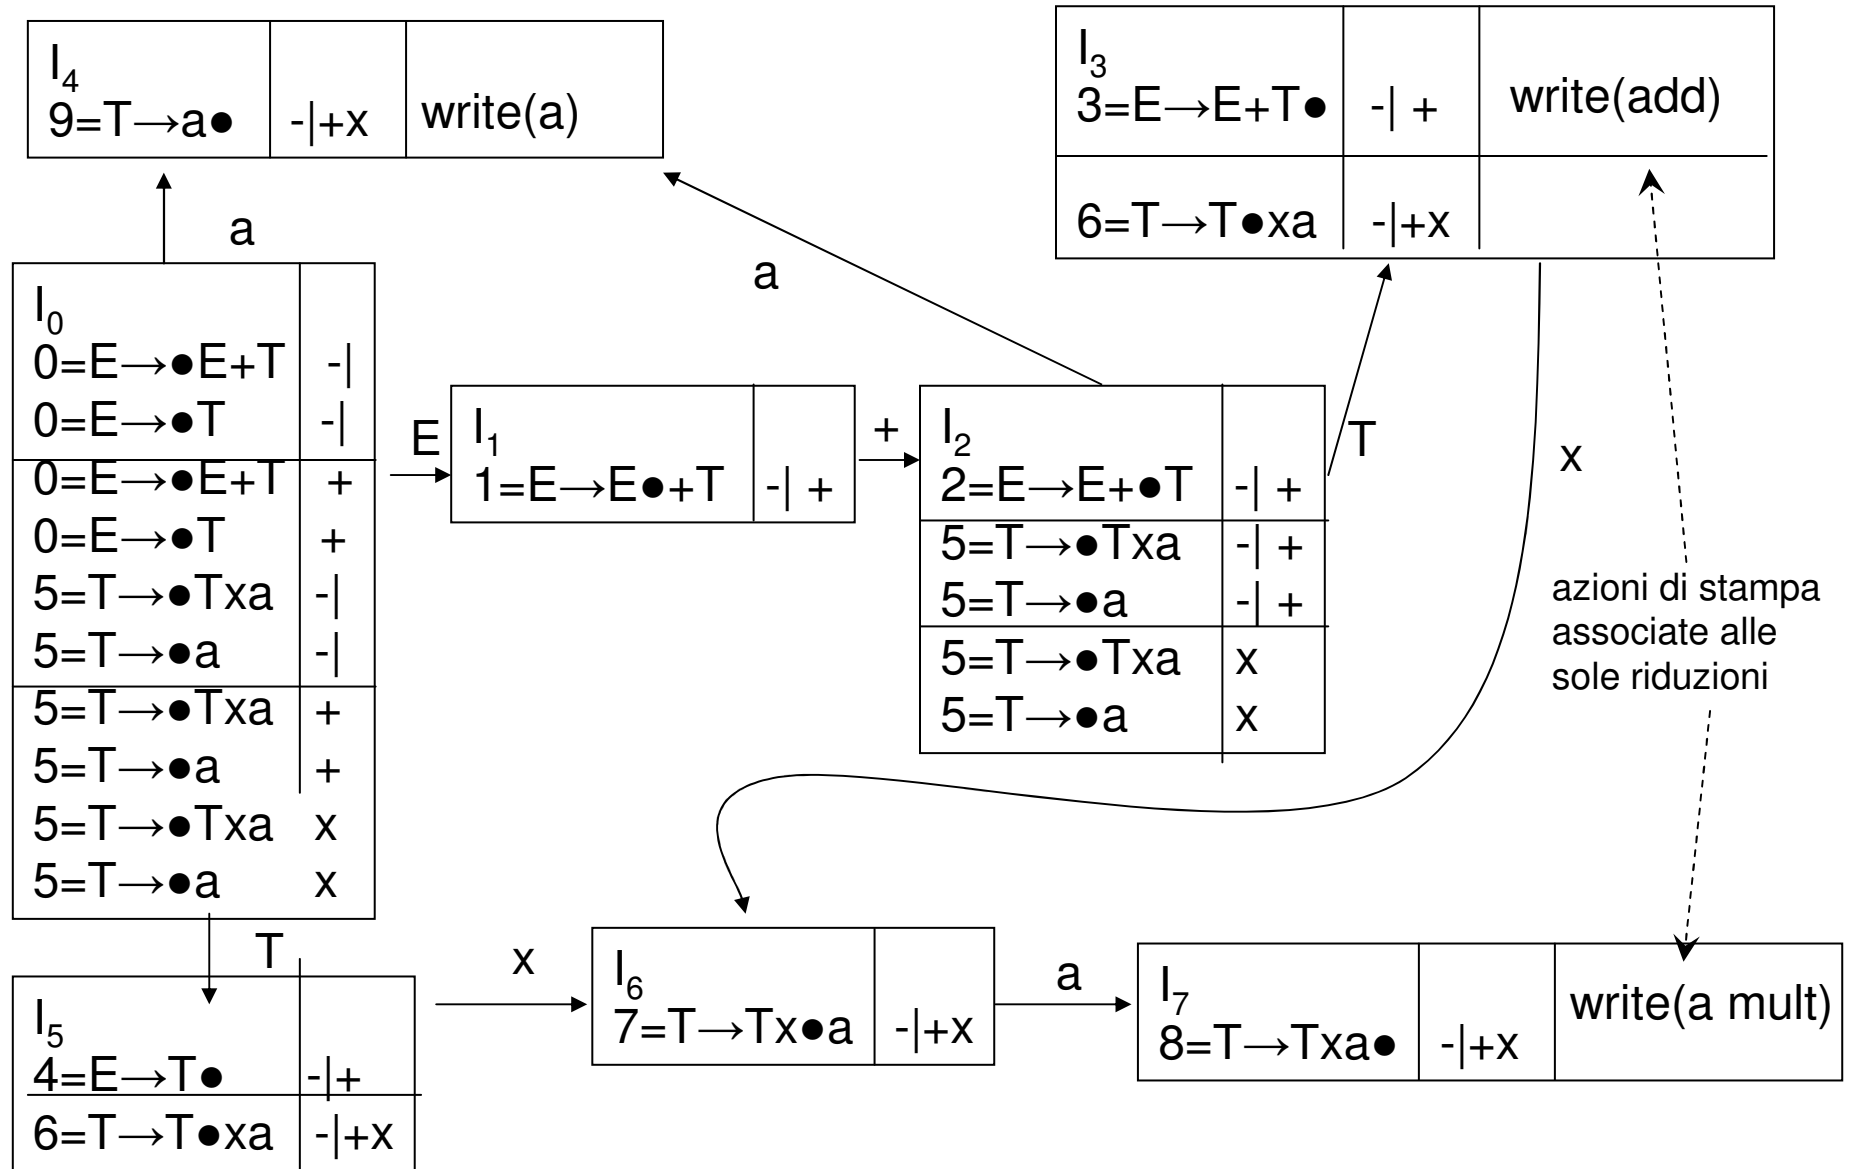 I4
9=T→a● -|+x write(a)
I3
3=E→E+T● -| + write(add)
6=T→T●xa -|+x
a
a
I0
0=E→●E+T -|
0=E→●T -|
0=E→●E+T +
0=E→●T +
5=T→●Txa -|
5=T→●a -|
5=T→●Txa +
5=T→●a +
5=T→●Txa x
5=T→●a x
E
I1
1=E→E●+T -| +
+
I2
2=E→E+●T -| +
5=T→●Txa -| +
5=T→●a -| +
5=T→●Txa x
5=T→●a x
T
x
azioni di stampa
associate alle
sole riduzioni
T
I5
4=E→T● -|+
6=T→T●xa -|+x
x
I6
7=T→Tx●a -|+x
a
I7
8=T→Txa● -|+x write(a mult)